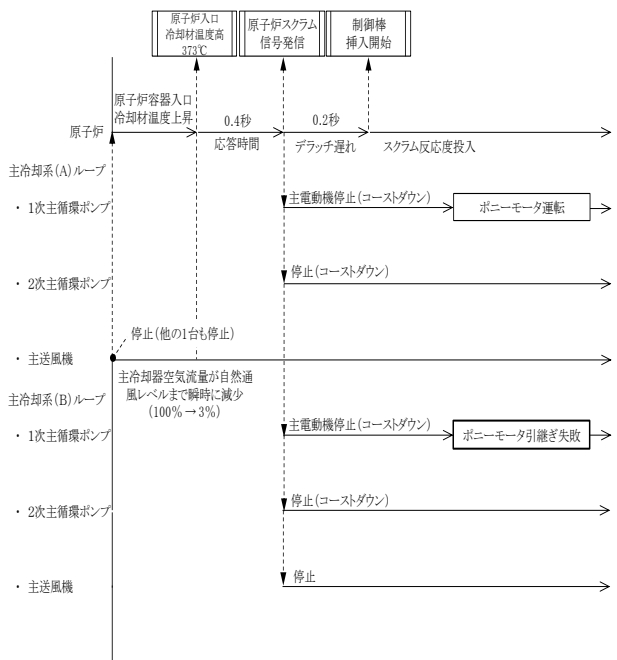 原子炉入口
冷却材温度高
373℃
原子炉スクラム
信号発信
制御棒
挿入開始
原子炉容器入口
冷却材温度上昇
0.4秒
0.2秒
原子炉
応答時間
デラッチ遅れ
スクラム反応度投入
主冷却系(A)ループ
・ 1次主循環ポンプ
主電動機停止(コーストダウン)
ポニーモータ運転
・ 2次主循環ポンプ
停止(コーストダウン)
停止(他の1台も停止)
・ 主送風機
主冷却器空気流量が自然通
風レベルまで瞬時に減少
(100%→3%)
主冷却系(B)ループ
・ 1次主循環ポンプ
主電動機停止(コーストダウン)
ポニーモータ引継ぎ失敗
・ 2次主循環ポンプ
停止(コーストダウン)
・ 主送風機
停止